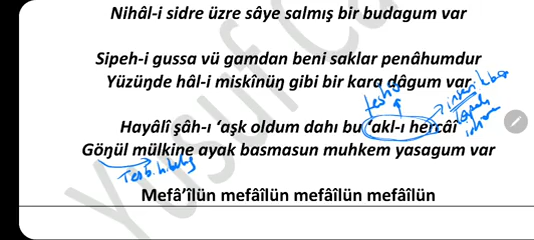 Nihâl-i sidre üzre sâye salmış bir budagum var
Sipeh-i gussa vü gamdan beni saklar penâhumdur
Yüzüŋde hâl-i miskînüŋ gibi bir kara dâgum var
Hayâlî şâh-ı ‘aşk oldum dahı bu ‘akl-ı hercâî
Göŋül mülkine ayak basmasun muhkem yasagum var
Mefâ’îlün mefâîlün mefâîlün mefâîlün